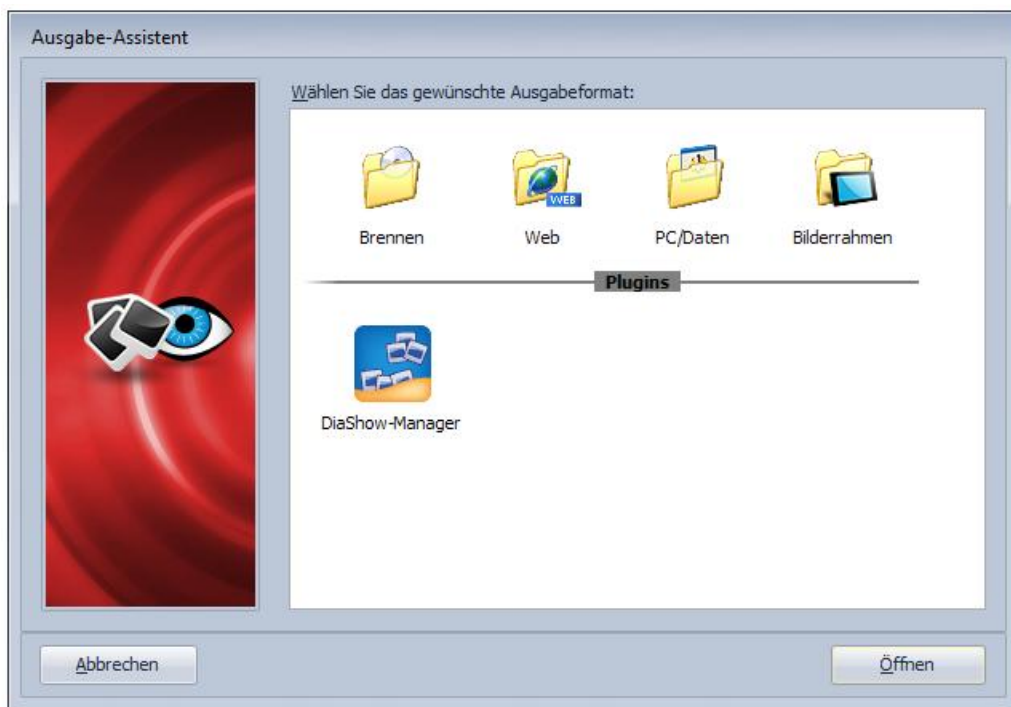 Ausgabe-Assistent
Wählen Sie das gewünschte Ausgabeformat:
WEB
Brennen Web PC/Daten Bilderrahmen
Plugins
DiaShow-Manager
Abbrechen Öffnen